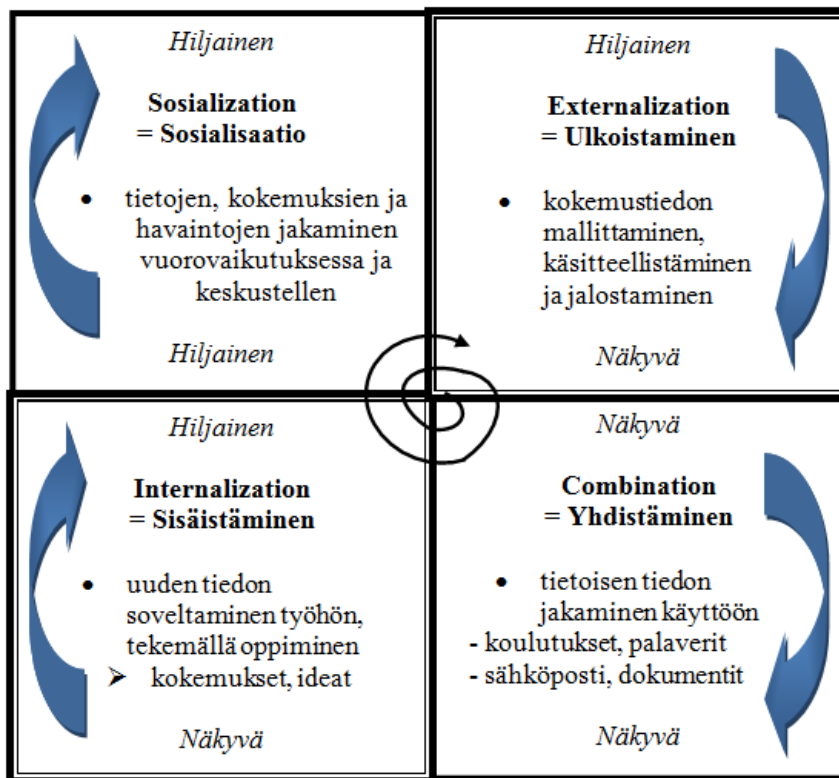 Hiljainen
Sosialization
= Sosialisaatio
• tietojen, kokemuksien ja
havaintojen jakaminen
vuorovaikutuksessa ja
keskustellen
Hiljainen
Hiljainen
Externalization
= Ulkoistaminen
• kokemustiedon
mallittaminen,
käsitteellistäminen
ja jalostaminen
Näkyvä
Hiljainen
Internalization
= Sisäistäminen
• uuden tiedon
soveltaminen työhön,
tekemällä oppiminen
➢ kokemukset, ideat
Näkyvä
Näkyvä
Combination
= Yhdistäminen
• tietoisen tiedon
jakaminen käyttöön
- koulutukset, palaverit
- sähköposti, dokumentit
Näkyvä